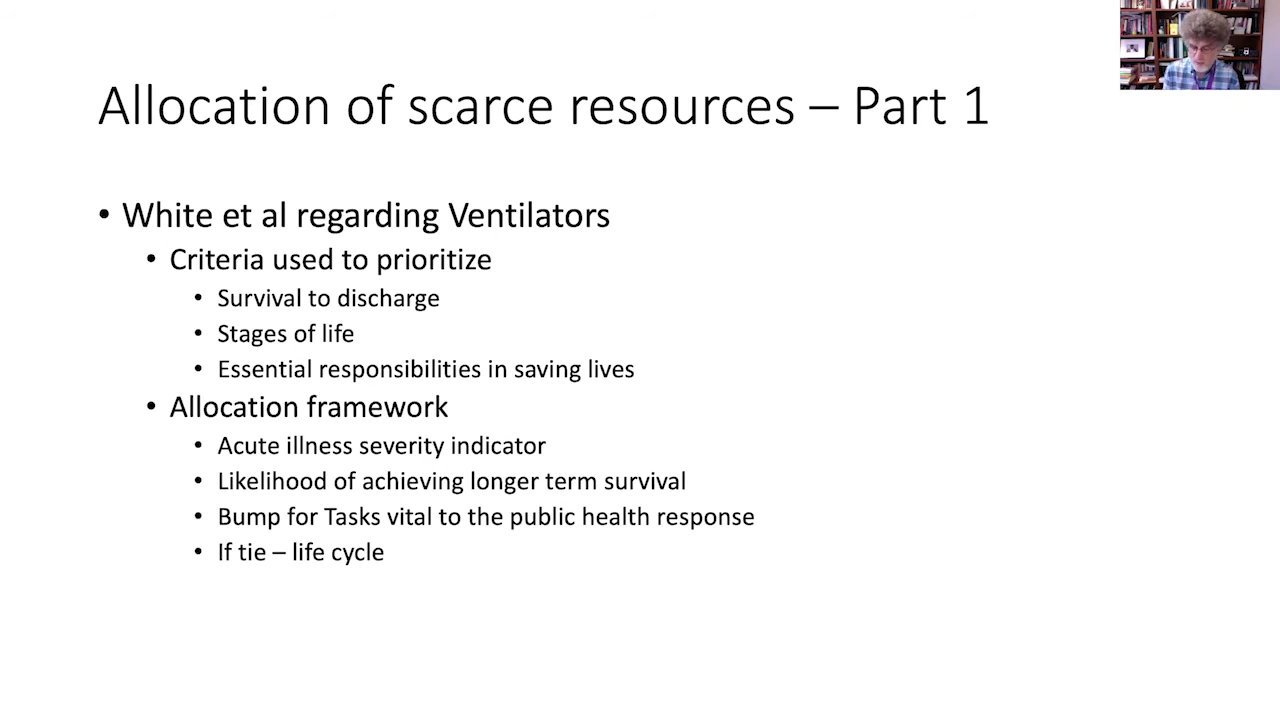 Allocation of scarce resources – Part 1
• White et al regarding Ventilators
• Criteria used to prioritize
• Survival to discharge
• Stages of life
• Essential responsibilities in saving lives
• Allocation framework
• Acute illness severity indicator
• Likelihood of achieving longer term survival
• Bump for Tasks vital to the public health response
• If tie – life cycle